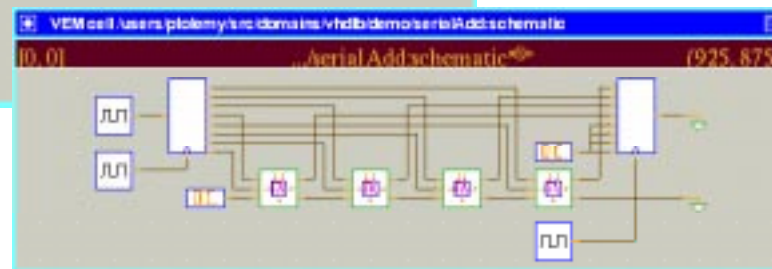 VEM cell /users/ptolemy/src/domains/vhdlb/demo/serialAdd:schematic
[0, 0] .../serialAdd:schematic (925, 875